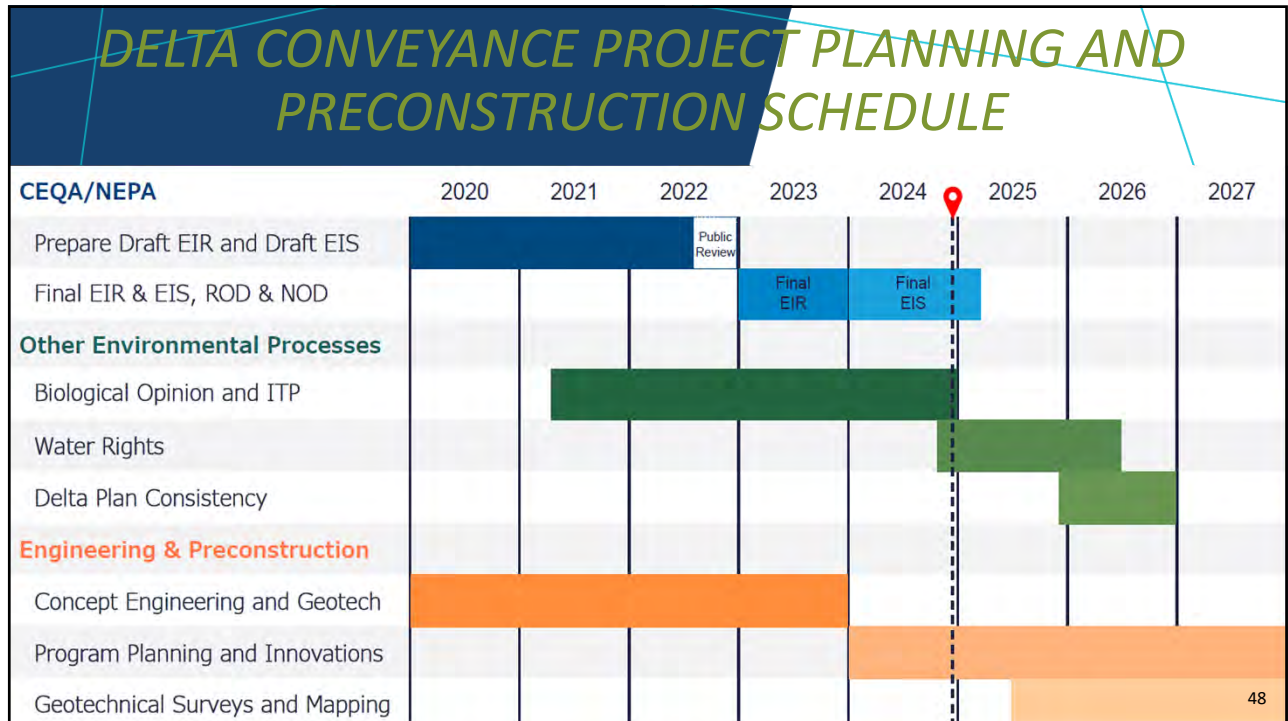 DELTA CONVEYANCE PROJECT PLANNING AND
PRECONSTRUCTION SCHEDULE
CEQA/NEPA 2020 2021 2022 2023 2024 2025 2026 2027
Prepare Draft EIR and Draft EIS
Public
Review
Final EIR & EIS, ROD & NOD
Final
EIR
Final
EIS
Other Environmental Processes
Biological Opinion and ITP
Water Rights
Delta Plan Consistency
Engineering & Preconstruction
Concept Engineering and Geotech
Program Planning and Innovations
Geotechnical Surveys and Mapping
48